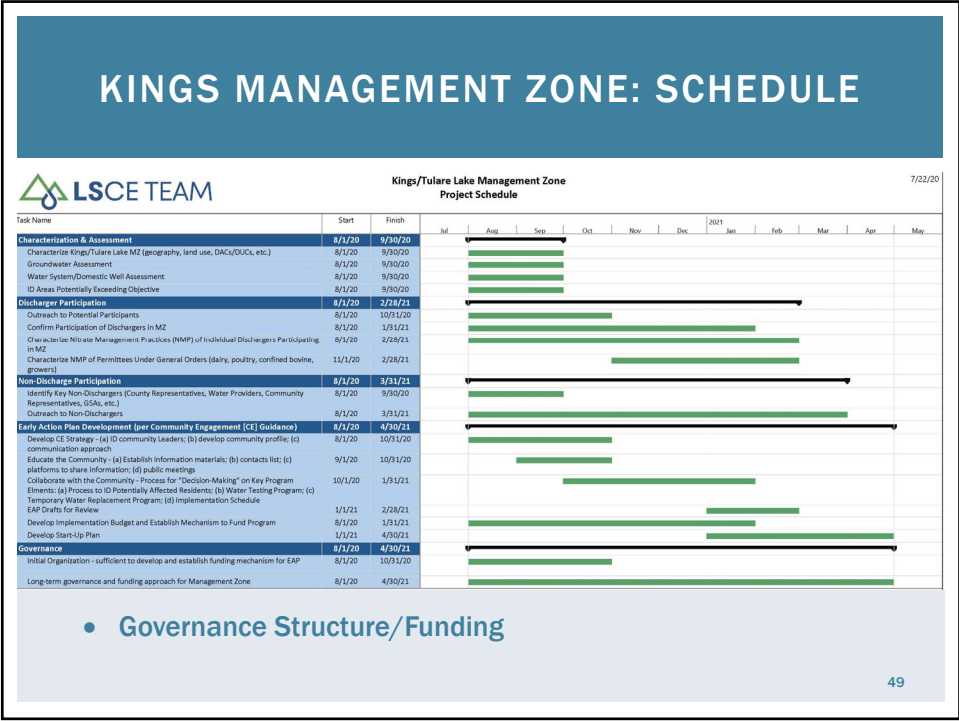 KINGS MANAGEMENT ZONE: SCHEDULE
LSCE TEAM
Kings/Tulare Lake Management Zone
Project Schedule
7/22/20
Task Name Start Finish
2021
Jul Aug Sep Oct Nov Dec Jan Feb Mar Apr May
Characterization & Assessment 8/1/20 9/30/20
Characterize Kings/Tulare Lake MZ (geography, land use, DACs/DUCs, etc.) 8/1/20 9/30/20
Groundwater Assessment 8/1/20 9/30/20
Water System/Domestic Well Assessment 8/1/20 9/30/20
ID Areas Potentially Exceeding Objective 8/1/20 9/30/20
Discharger Participation 8/1/20 2/28/21
Outreach to Potential Participants 8/1/20 10/31/20
Confirm Participation of Dischargers in MZ 8/1/20 1/31/21
Characterize Nitrate Management Practices (NMP) of Individual Dischargers Participating 8/1/20 2/28/21
in MZ
Characterize NMP of Permittees Under General Orders (dairy, poultry, confined bovine, 11/1/20 2/28/21
growers)
Non-Discharge Participation 8/1/20 3/31/21
Identify Key Non-Dischargers (County Representatives, Water Providers, Community 8/1/20 9/30/20
Representatives, GSAs, etc.)
Outreach to Non-Dischargers 8/1/20 3/31/21
Early Action Plan Development (per Community Engagement [CE] Guidance) 8/1/20 4/30/21
Develop CE Strategy - (a) ID community Leaders; (b) develop community profile; (c) 8/1/20 10/31/20
communication approach
Educate the Community - (a) Establish information materials; (b) contacts list; (c) 9/1/20 10/31/20
platforms to share information; (d) public meetings
Collaborate with the Community - Process for "Decision-Making" on Key Program 10/1/20 1/31/21
Elments: (a) Process to ID Potentially Affected Residents; (b) Water Testing Program; (c)
Temporary Water Replacement Program; (d) Implementation Schedule
EAP Drafts for Review 1/1/21 2/28/21
Develop Implementation Budget and Establish Mechanism to Fund Program 8/1/20 1/31/21
Develop Start-Up Plan 1/1/21 4/30/21
Governance 8/1/20 4/30/21
Initial Organization - sufficient to develop and establish funding mechanism for EAP 8/1/20 10/31/20
Long-term governance and funding approach for Management Zone 8/1/20 4/30/21
• Governance Structure/Funding
49